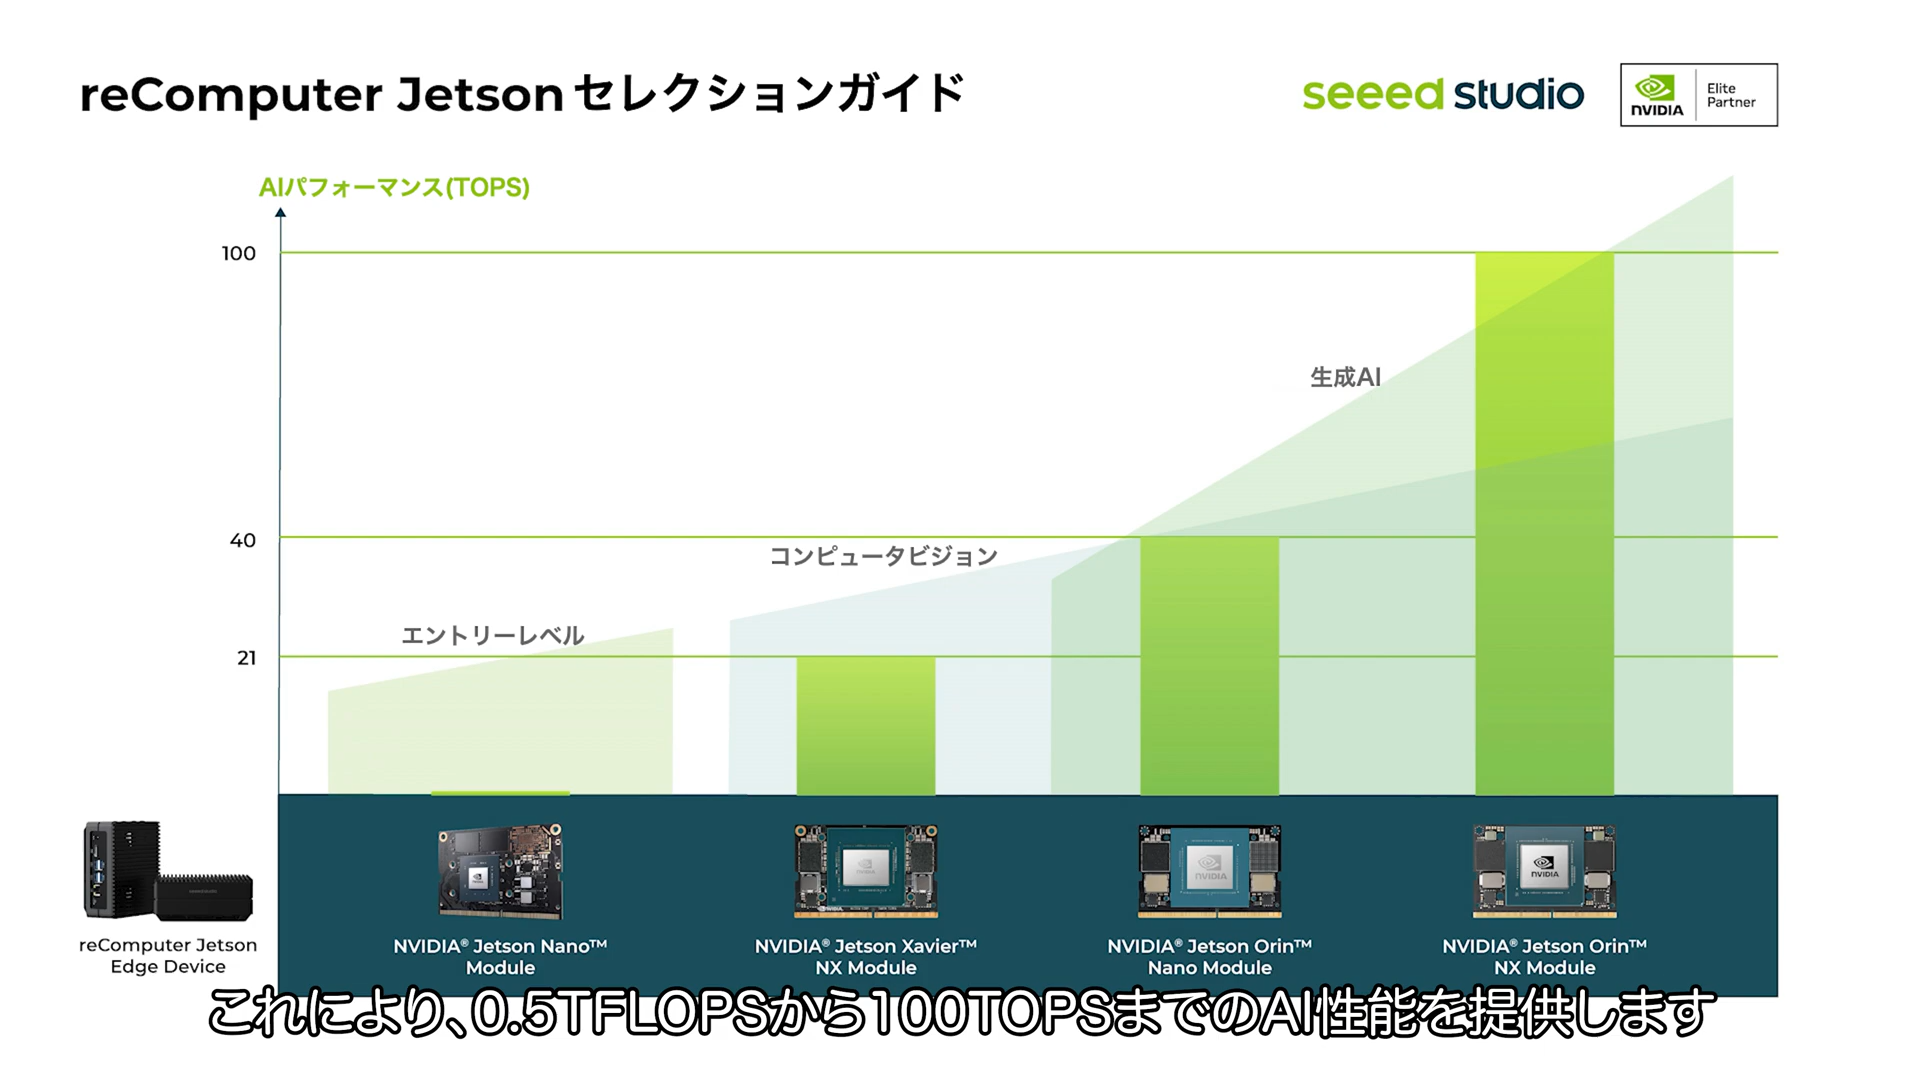 reComputer Jetson セレクションガイド
seeed studio
NVIDIA
Elite
Partner
AIパフォーマンス(TOPS)
100
生成AI
40
コンピュータビジョン
エントリーレベル
21
NVIDIA
NVIDIA
reComputer Jetson
Edge Device
NVIDIA® Jetson Nano™
Module
NVIDIA® Jetson Xavier™
NX Module
NVIDIA® Jetson Orin™
Nano Module
NVIDIA® Jetson Orin™
NX Module
これにより、0.5TFLOPSから100TOPSまでのAI性能を提供します